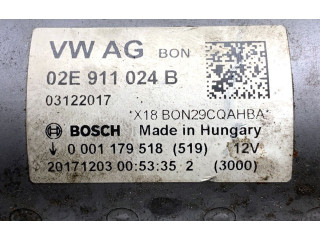 VW AG BON
02E 911 024 B
03122017
*X18 BON29CQAHBA*
BOSCH Made in Hungary
0 001 179 518 (519) 12V
20171203 00:53:35 2 (3000)